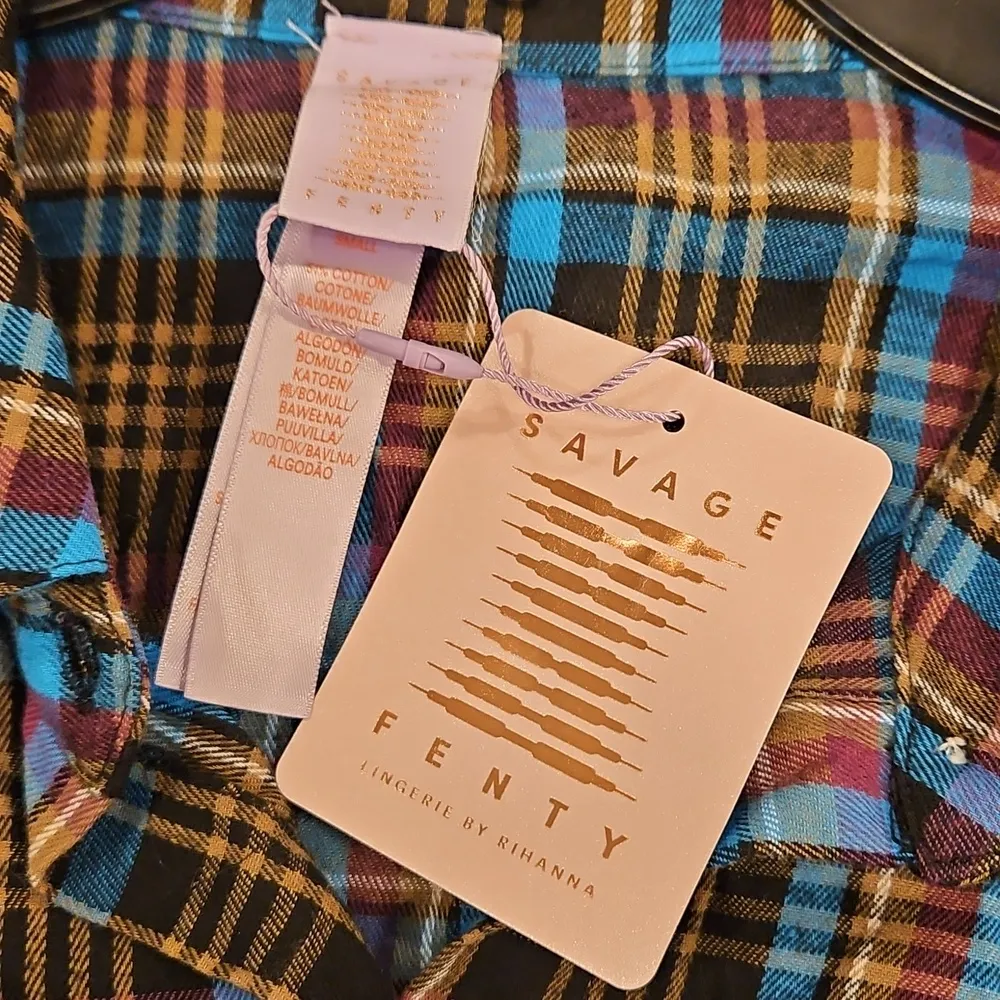 SAVAGE
FENTY
SMALL
COTTON/
COTONE/
BAUMWOLLE/
ALGODÓN/
BOMULD/
KATOEN/
棉/BOMULL/
BAWEŁNA/
PUUVILLA/
ХЛОПОК/BAVLNA/
ALGODÃO
SAVAGE
FENTY
LINGERIE BY RIHANNA